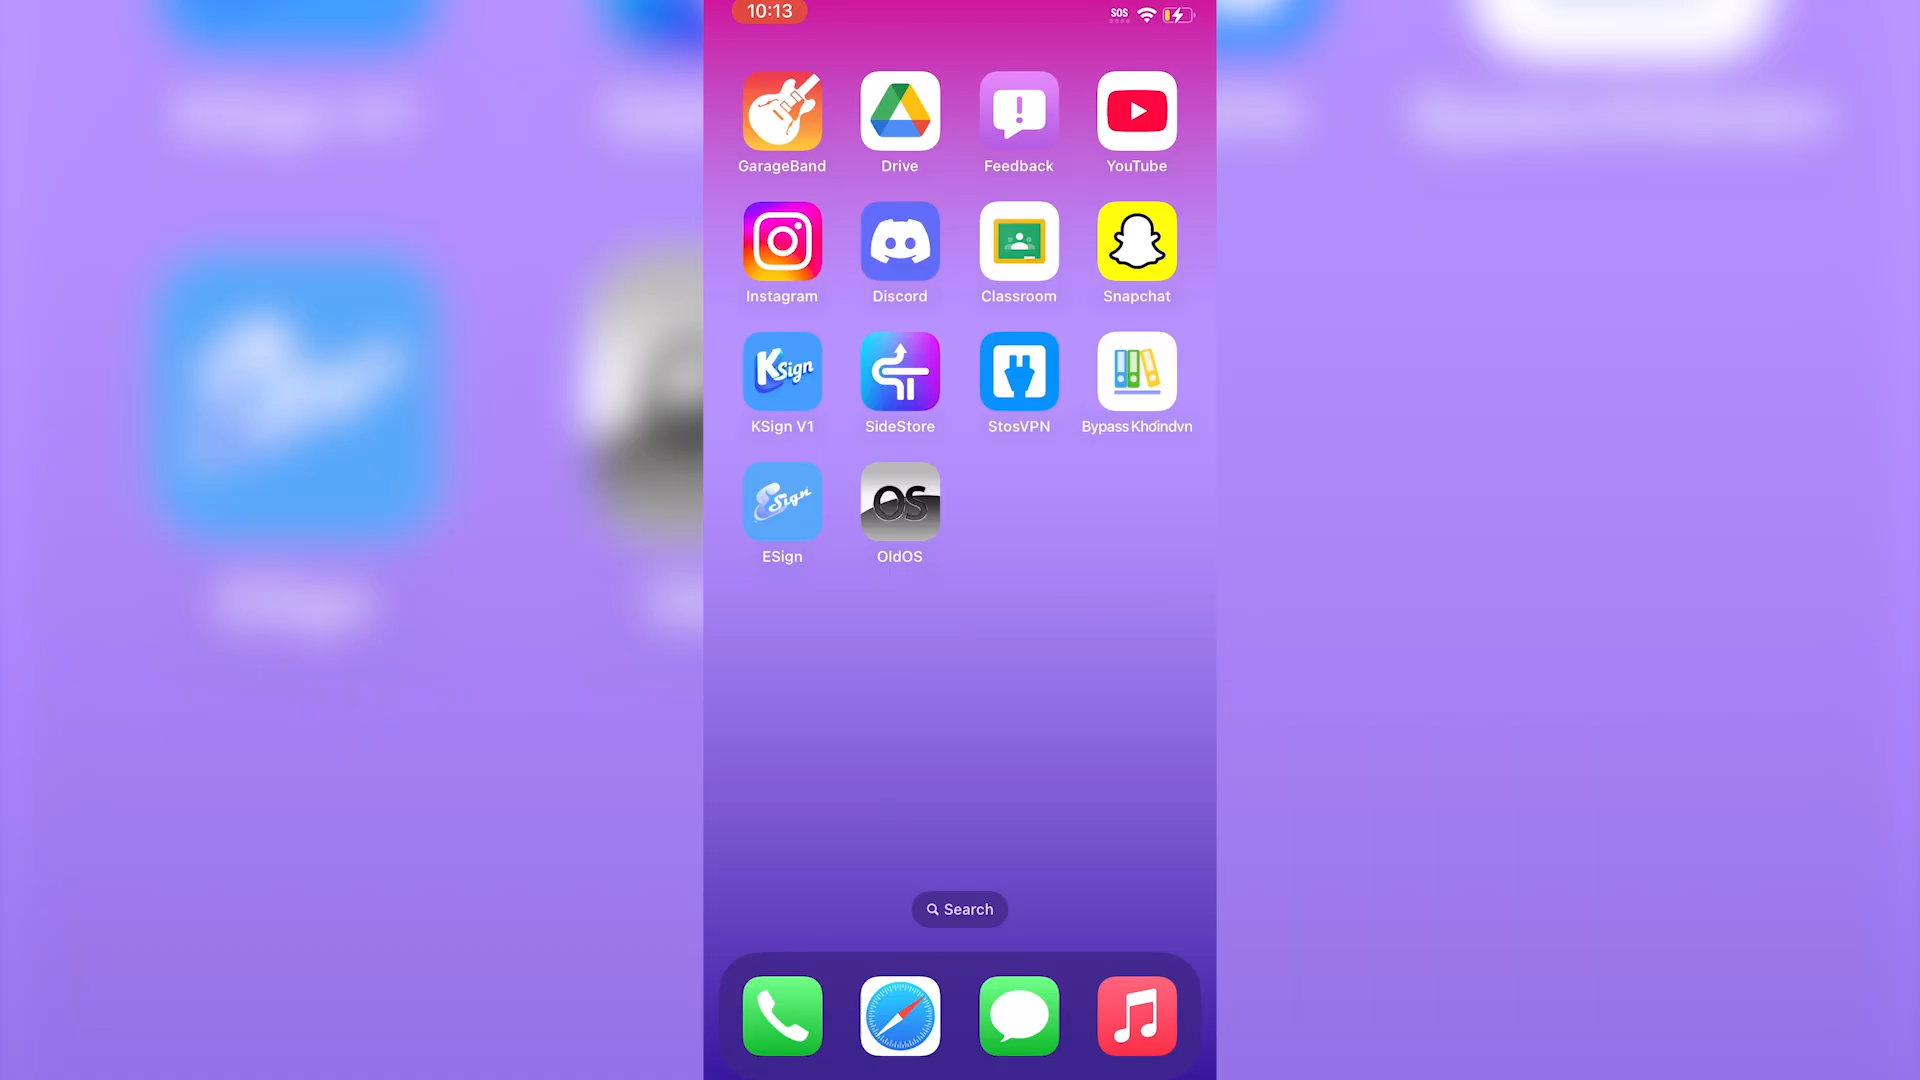 10:13
SOS
GarageBand
Drive
Feedback
YouTube
Instagram
Discord
Classroom
Snapchat
KSign
KSign V1
SideStore
StosVPN
Bypass Khoindvn
ESign
ESign
OS
OldOS
Search